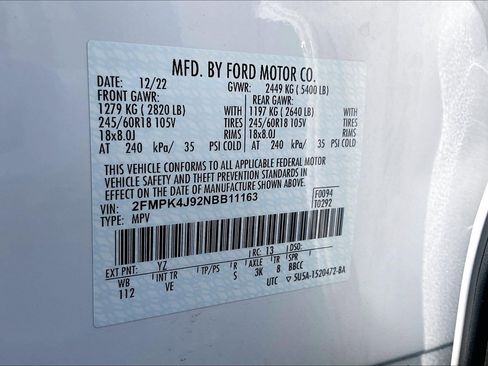 MFD. BY FORD MOTOR CO.
DATE: 12/22 GVWR: 2449 KG ( 5400 LB)
FRONT GAWR: REAR GAWR:
1279 KG ( 2820 LB) WITH 1197 KG ( 2640 LB) WITH
245/60R18 105V TIRES 245/60R18 105V TIRES
18x8.0J RIMS 18x8.0J RIMS
AT 240 kPa/ 35 PSI COLD AT 240 kPa/ 35 PSI COLD
THIS VEHICLE CONFORMS TO ALL APPLICABLE FEDERAL MOTOR
VEHICLE SAFETY AND THEFT PREVENTION STANDARDS IN
EFFECT ON THE DATE OF MANUFACTURE SHOWN ABOVE.
VIN: 2FMPK4J92NBB11163 F0094
TYPE: MPV T0292
EXT PNT: YZ RC: 13 DSO:
WB INT TR TP/PS R AXLE TR SPR
112 VE S 3K 8 BBCC
UTC 5U5A-1520472-BA